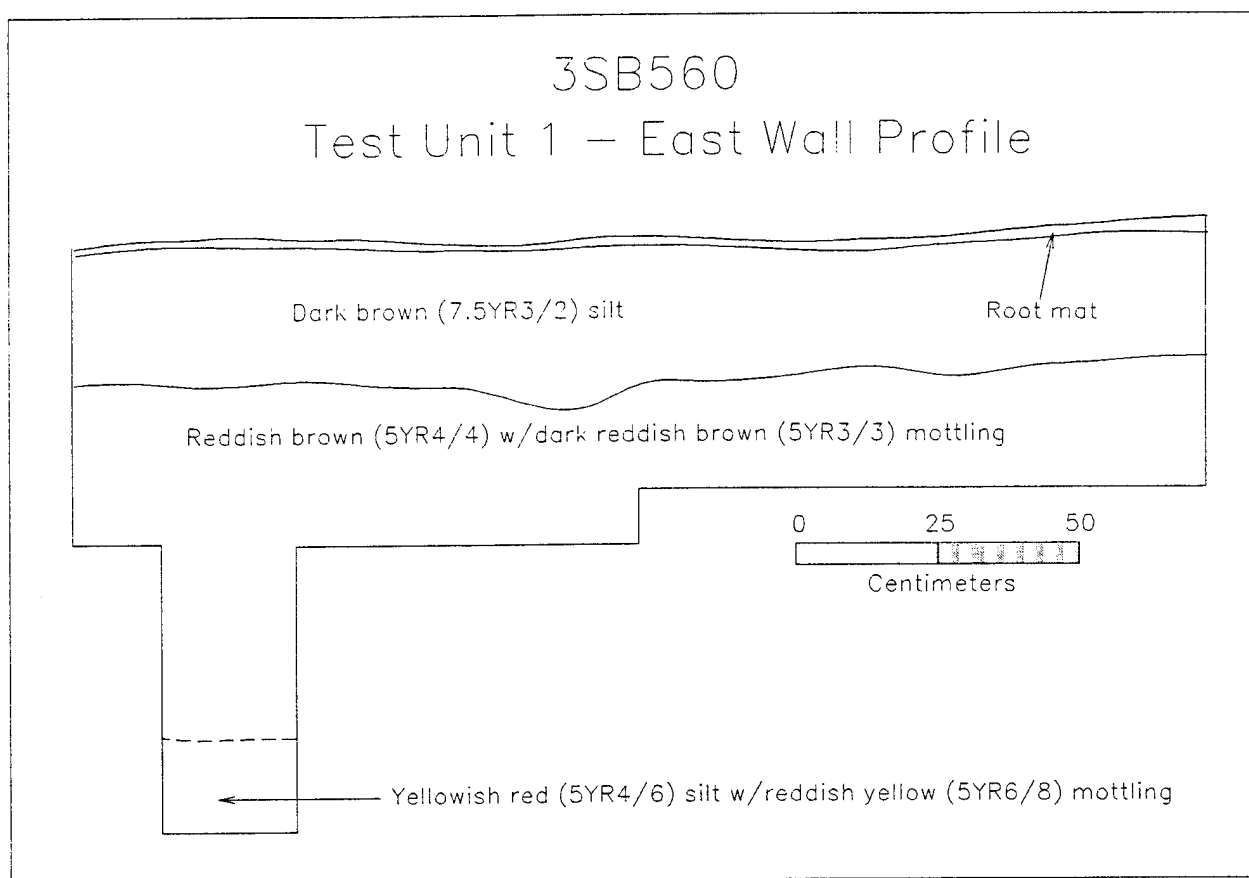 3SB560
Test Unit 1 – East Wall Profile
Dark brown (7.5YR3/2) silt
Root mat
Reddish brown (5YR4/4) w/dark reddish brown (5YR3/3) mottling
0 25 50
Centimeters
Yellowish red (5YR4/6) silt w/reddish yellow (5YR6/8) mottling